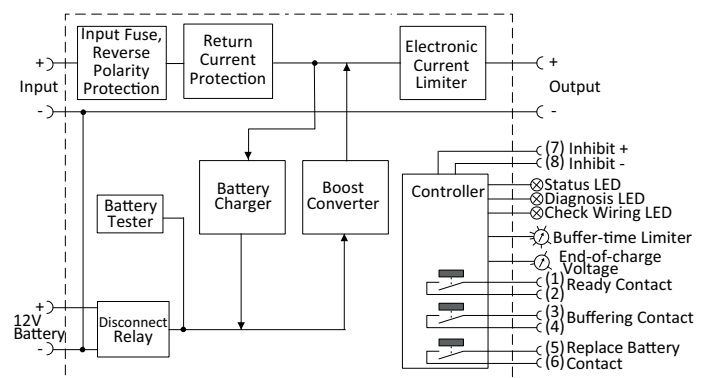 Input Fuse,
Reverse
Polarity
Protection
Return
Current
Protection
Electronic
Current
Limiter
+
Input
-
+
Output
-
(7) Inhibit +
(8) Inhibit -
Battery
Charger
Boost
Converter
Controller
Status LED
Diagnosis LED
Check Wiring LED
Battery
Tester
Buffer-time Limiter
End-of-charge
Voltage
(1) Ready Contact
(2)
+
12V
Battery
-
Disconnect
Relay
(3) Buffering Contact
(4)
(5) Replace Battery
(6) Contact